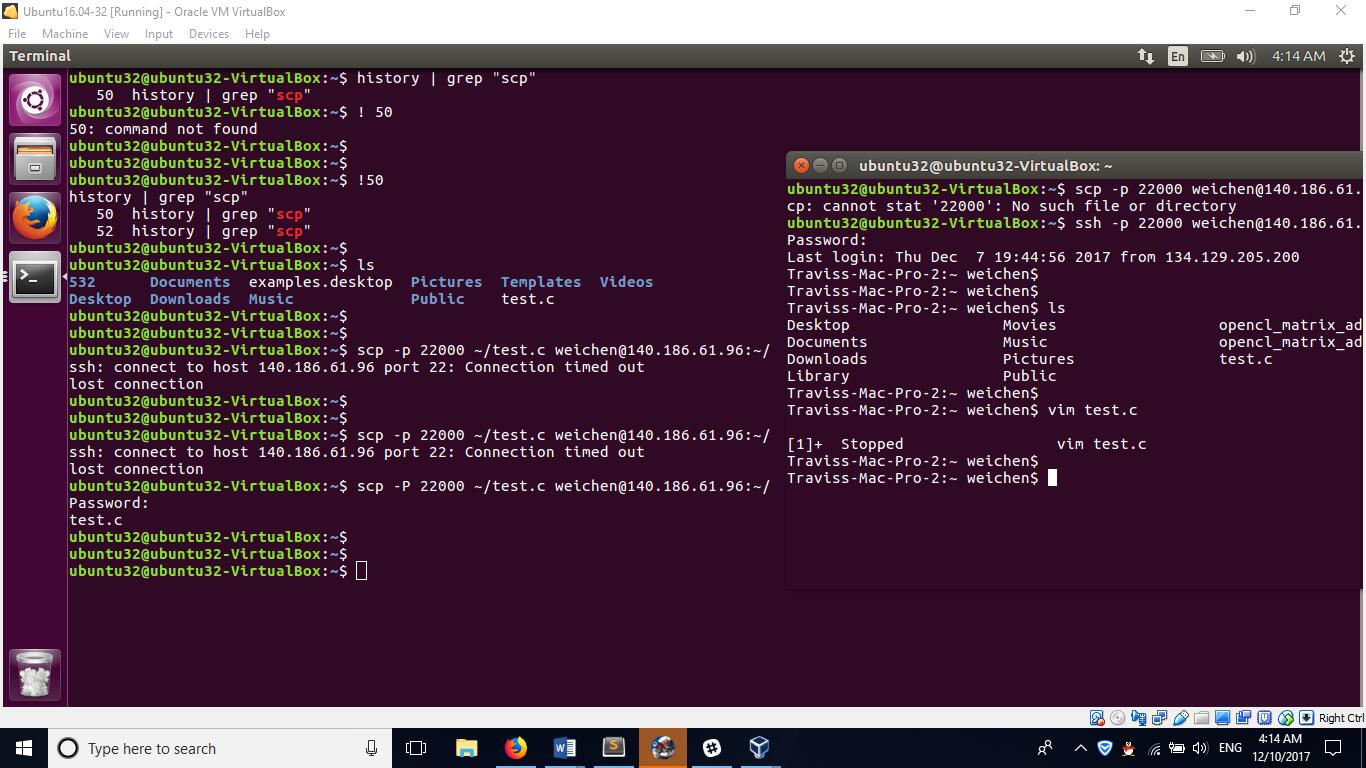 Ubuntu16.04-32 [Running] - Oracle VM VirtualBox
File Machine View Input Devices Help
Terminal
En
4:14 AM
ubuntu32@ubuntu32-VirtualBox:~$ history | grep "scp"
50 history | grep "scp"
ubuntu32@ubuntu32-VirtualBox:~$ ! 50
50: command not found
ubuntu32@ubuntu32-VirtualBox:~$
ubuntu32@ubuntu32-VirtualBox:~$
ubuntu32@ubuntu32-VirtualBox:~$ !50
history | grep "scp"
50 history | grep "scp"
52 history | grep "scp"
ubuntu32@ubuntu32-VirtualBox:~$
ubuntu32@ubuntu32-VirtualBox:~$ ls
532 Documents examples.desktop Pictures Templates Videos
Desktop Downloads Music Public test.c
ubuntu32@ubuntu32-VirtualBox:~$
ubuntu32@ubuntu32-VirtualBox:~$
ubuntu32@ubuntu32-VirtualBox:~$ scp -p 22000 ~/test.c weichen@140.186.61.96:~/
ssh: connect to host 140.186.61.96 port 22: Connection timed out
lost connection
ubuntu32@ubuntu32-VirtualBox:~$
ubuntu32@ubuntu32-VirtualBox:~$
ubuntu32@ubuntu32-VirtualBox:~$ scp -p 22000 ~/test.c weichen@140.186.61.96:~/
ssh: connect to host 140.186.61.96 port 22: Connection timed out
lost connection
ubuntu32@ubuntu32-VirtualBox:~$ scp -P 22000 ~/test.c weichen@140.186.61.96:~/
Password:
test.c
ubuntu32@ubuntu32-VirtualBox:~$
ubuntu32@ubuntu32-VirtualBox:~$
ubuntu32@ubuntu32-VirtualBox:~$
ubuntu32@ubuntu32-VirtualBox: ~
ubuntu32@ubuntu32-VirtualBox:~$ scp -p 22000 weichen@140.186.61.
cp: cannot stat '22000': No such file or directory
ubuntu32@ubuntu32-VirtualBox:~$ ssh -p 22000 weichen@140.186.61.
Password:
Last login: Thu Dec 7 19:44:56 2017 from 134.129.205.200
Traviss-Mac-Pro-2:~ weichen$
Traviss-Mac-Pro-2:~ weichen$
Traviss-Mac-Pro-2:~ weichen$ ls
Desktop Movies opencl_matrix_ad
Documents Music opencl_matrix_ad
Downloads Pictures test.c
Library Public
Traviss-Mac-Pro-2:~ weichen$
Traviss-Mac-Pro-2:~ weichen$ vim test.c
[1]+ Stopped vim test.c
Traviss-Mac-Pro-2:~ weichen$
Traviss-Mac-Pro-2:~ weichen$
Right Ctrl
Type here to search
W
S
ENG
4:14 AM
12/10/2017